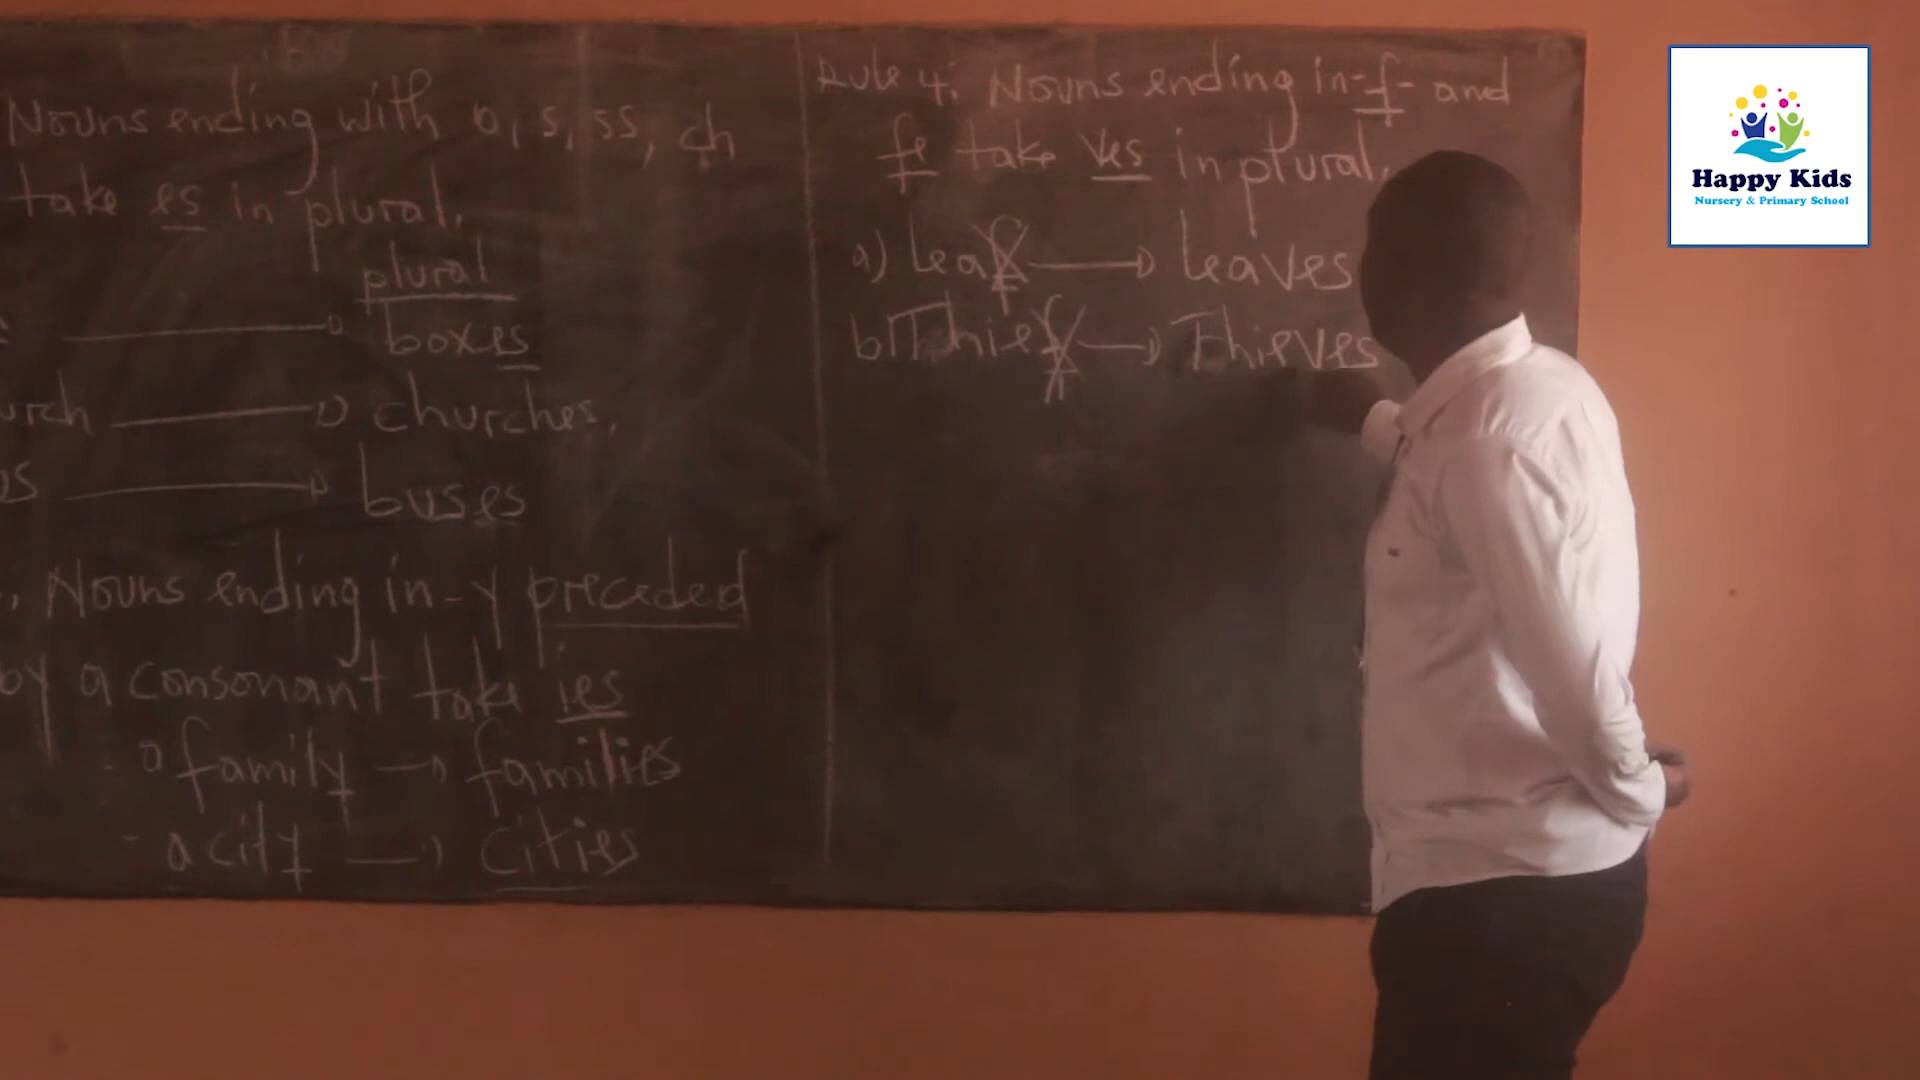 Nouns ending with o, s, ss, ch
take es in plural.
plural
boxes
urch → churches,
us → buses
Nouns ending in -y preceded
by a consonant take ies
a family → families
- a city → cities
Rule 4: Nouns ending in -f- and
fe take ves in plural.
a) Leaf → Leaves
b) Thief → Thieves
Happy Kids
Nursery & Primary School